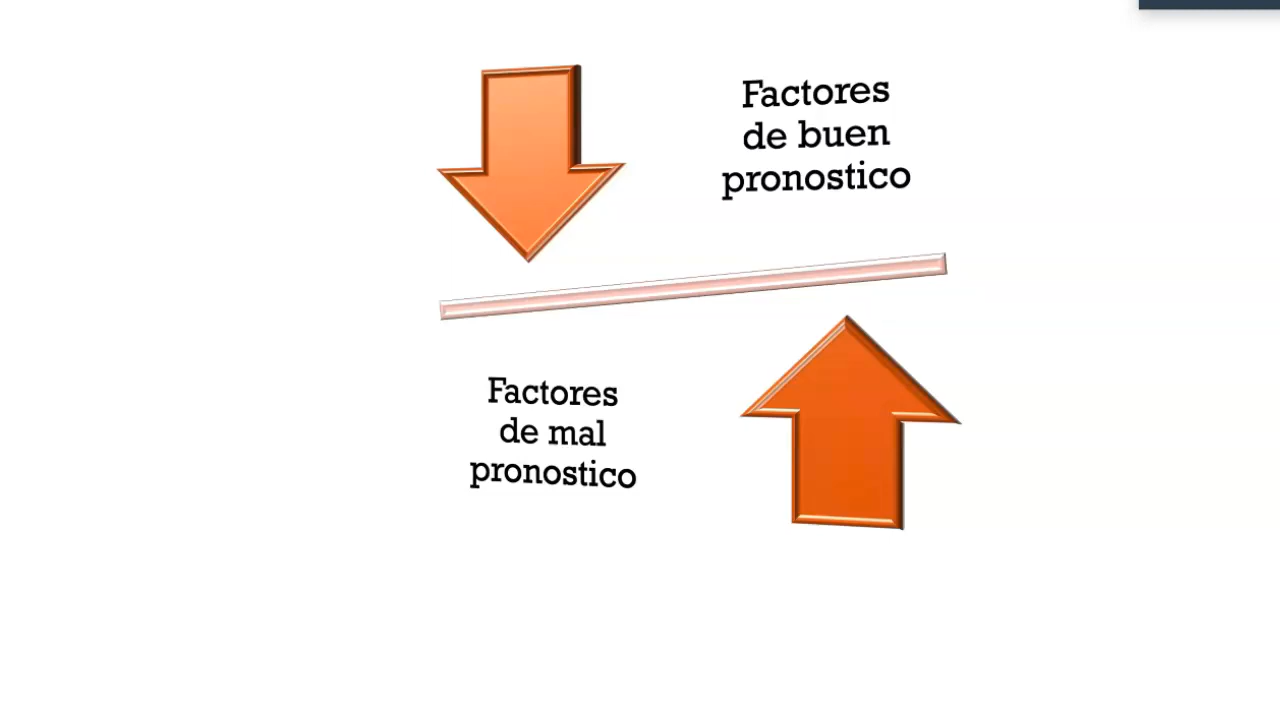 Factores
de buen
pronostico
Factores
de mal
pronostico